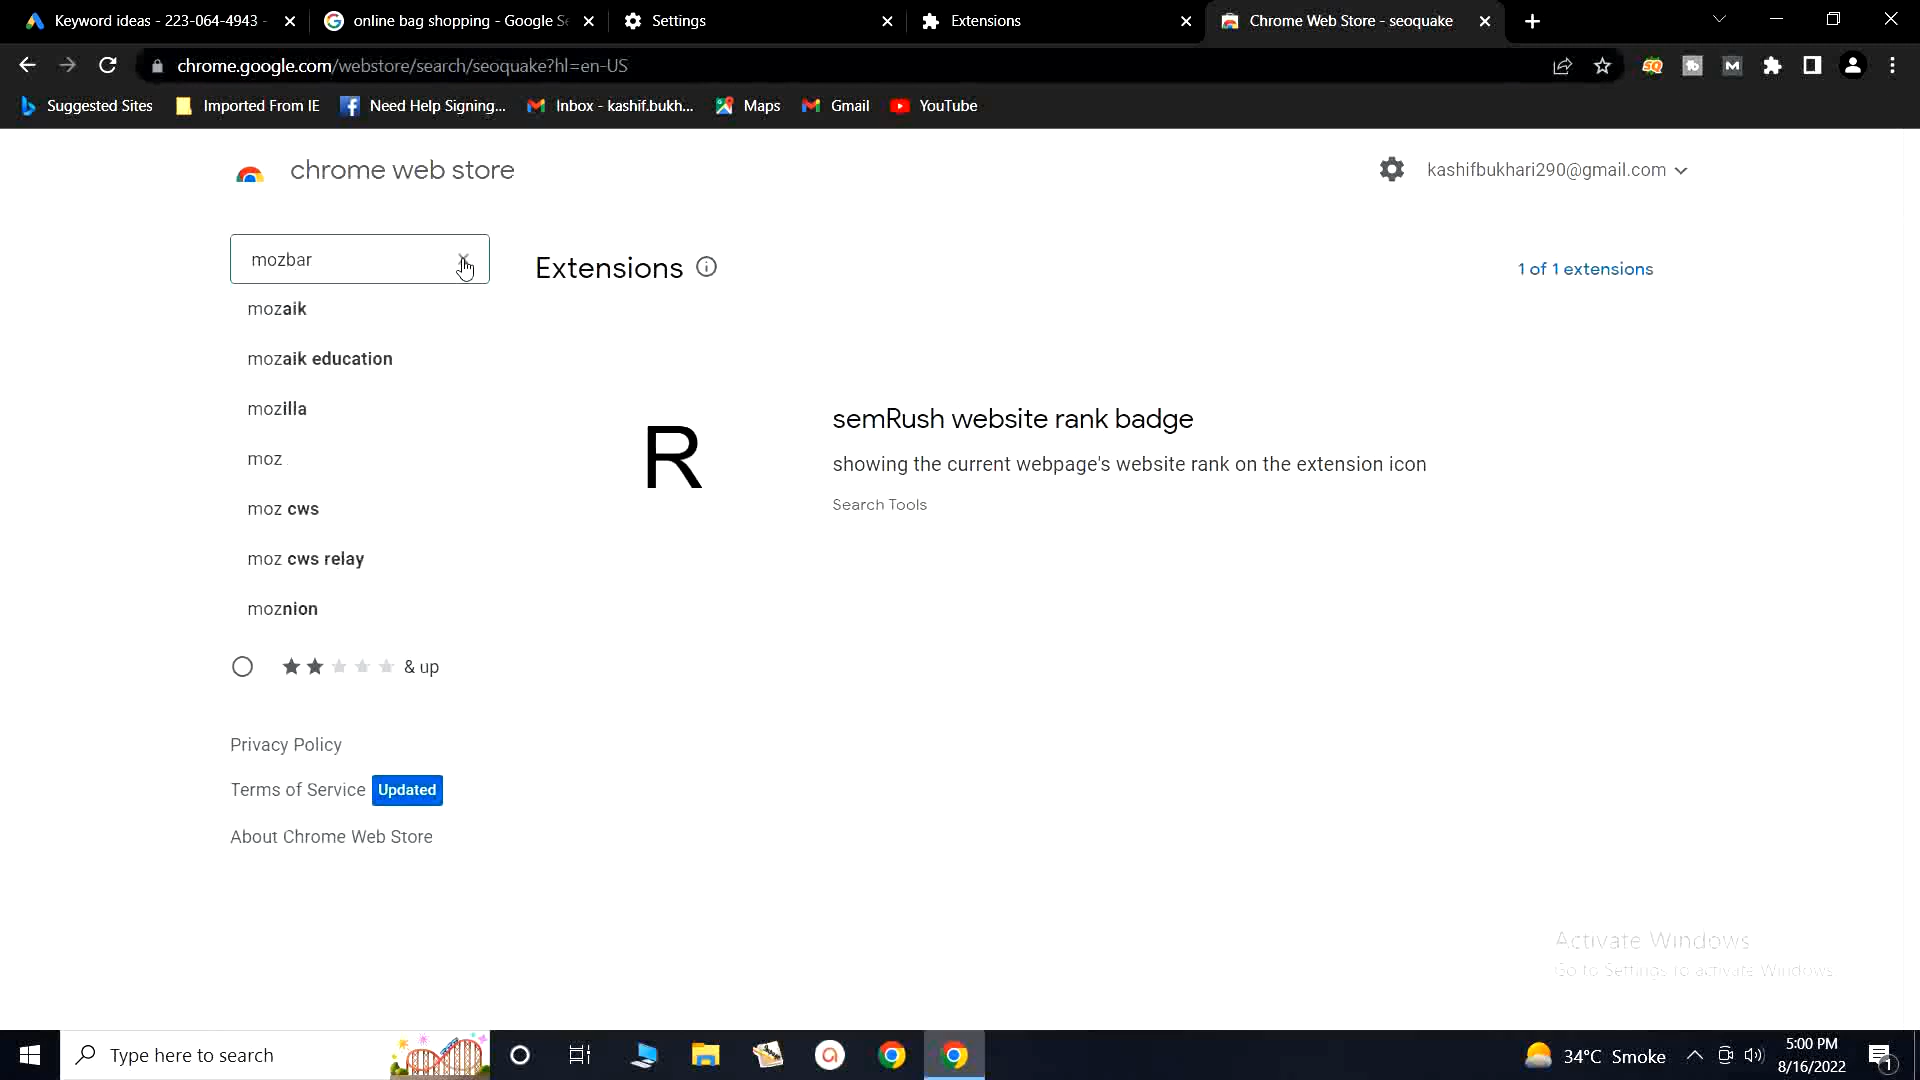 Keyword ideas - 223-064-4943 -
online bag shopping - Google Se
Settings
Extensions
Chrome Web Store - seoquake
chrome.google.com/webstore/search/seoquake?hl=en-US
Suggested Sites
Imported From IE
Need Help Signing...
Inbox - kashif.bukh...
Maps
Gmail
YouTube
chrome web store
kashifbukhari290@gmail.com
mozbar
Extensions
1 of 1 extensions
mozaik
mozaik education
mozilla
moz
moz cws
moz cws relay
moznion
R
semRush website rank badge
showing the current webpage's website rank on the extension icon
Search Tools
& up
Privacy Policy
Terms of Service Updated
About Chrome Web Store
Activate Windows
Go to Settings to activate Windows.
Type here to search
34°C Smoke
5:00 PM
8/16/2022
1